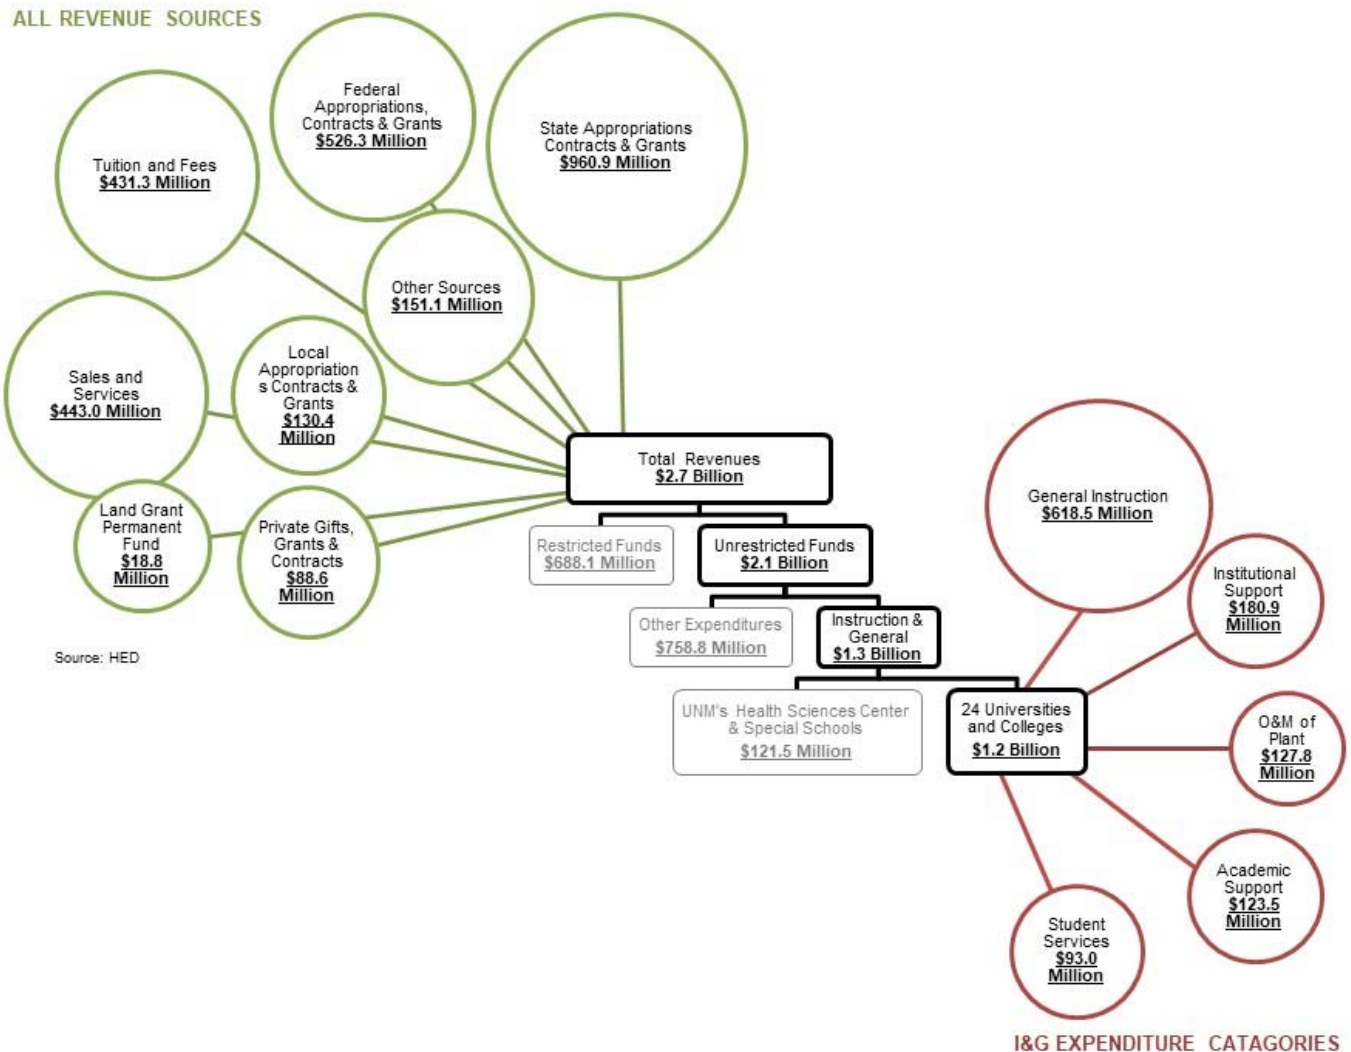 ALL REVENUE SOURCES
Federal
Appropriations,
Contracts & Grants
$526.3 Million
State Appropriations
Contracts & Grants
$960.9 Million
Tuition and Fees
$431.3 Million
Other Sources
$151.1 Million
Sales and
Services
$443.0 Million
Local
Appropriation
s Contracts &
Grants
$130.4
Million
Land Grant
Permanent
Fund
$18.8
Million
Private Gifts,
Grants &
Contracts
$88.6
Million
Source: HED
Total Revenues
$2.7 Billion
Restricted Funds
$688.1 Million
Unrestricted Funds
$2.1 Billion
Other Expenditures
$758.8 Million
Instruction &
General
$1.3 Billion
UNM's Health Sciences Center
& Special Schools
$121.5 Million
24 Universities
and Colleges
$1.2 Billion
General Instruction
$618.5 Million
Institutional
Support
$180.9
Million
O&M of
Plant
$127.8
Million
Academic
Support
$123.5
Million
Student
Services
$93.0
Million
I&G EXPENDITURE CATAGORIES